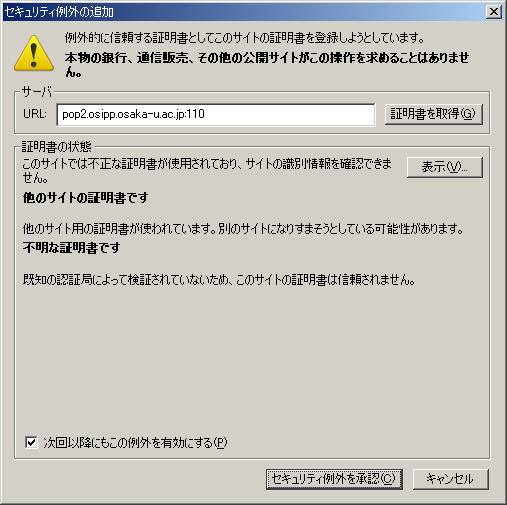 セキュリティ例外の追加
例外的に信頼する証明書としてこのサイトの証明書を登録しようとしています。
本物の銀行、通信販売、その他の公開サイトがこの操作を求めることはありませ
ん。
サーバ
URL: pop2.osipp.osaka-u.ac.jp:110 証明書を取得(G)
証明書の状態
このサイトでは不正な証明書が使用されており、サイトの識別情報を確認できま
せん。
表示(V)...
他のサイトの証明書です
他のサイト用の証明書が使われています。別のサイトになりすまそうとしている可能性があります。
不明な証明書です
既知の認証局によって検証されていないため、このサイトの証明書は信頼されません。
次回以降にもこの例外を有効にする(P)
セキュリティ例外を承認(C) キャンセル